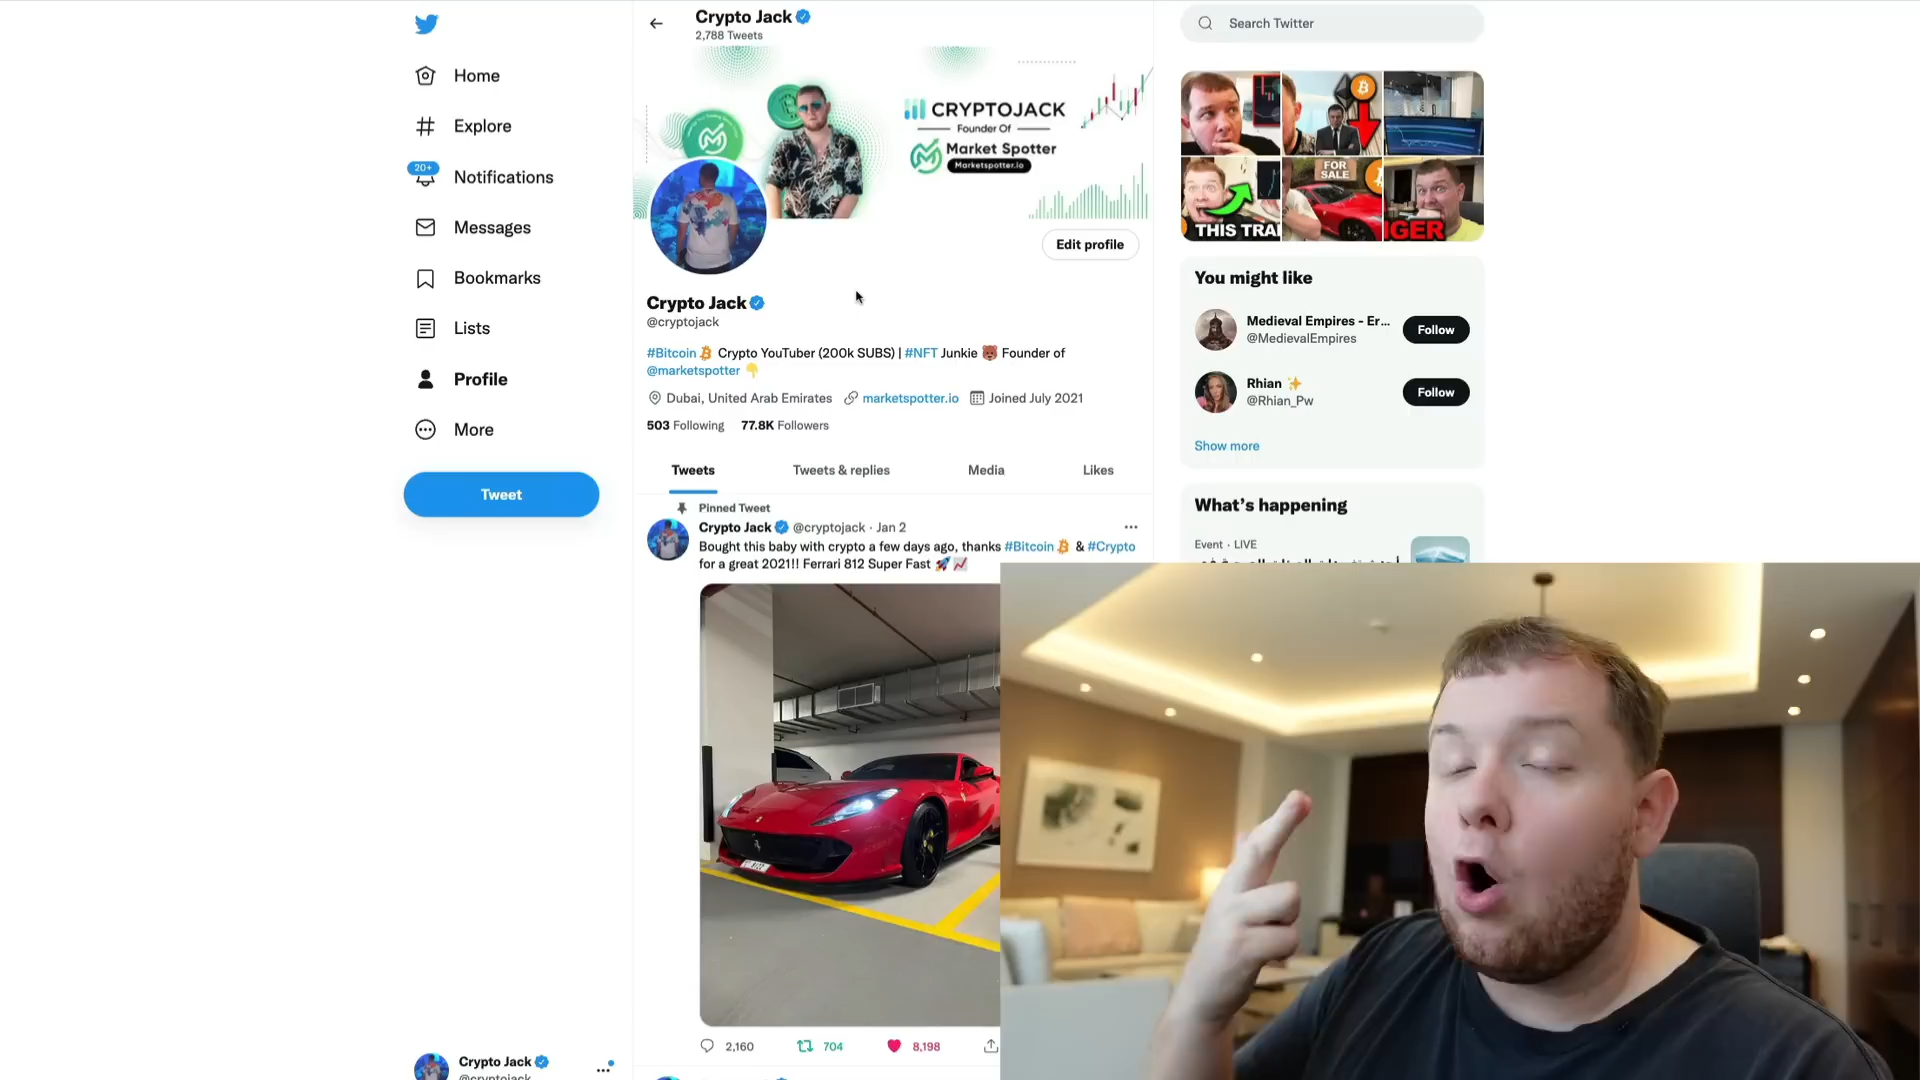 Home
Explore
20+
Notifications
Messages
Bookmarks
Lists
Profile
More
Tweet
Crypto Jack
Crypto Jack
2,788 Tweets
CRYPTOJACK
Founder Of
Market Spotter
Marketspotter.io
Edit profile
Crypto Jack
@cryptojack
#Bitcoin Crypto YouTuber (200k SUBS) | #NFT Junkie Founder of
@marketspotter
Dubai, United Arab Emirates marketspotter.io Joined July 2021
503 Following 77.8K Followers
Tweets Tweets & replies Media Likes
Pinned Tweet
Crypto Jack @cryptojack · Jan 2
Bought this baby with crypto a few days ago, thanks #Bitcoin & #Crypto
for a great 2021!! Ferrari 812 Super Fast
2,160 704 8,198
Search Twitter
FOR
SALE
THIS TRA
IGER
You might like
Medieval Empires - Er...
@MedievalEmpires
Follow
Rhian
@Rhian_Pw
Follow
Show more
What's happening
Event · LIVE